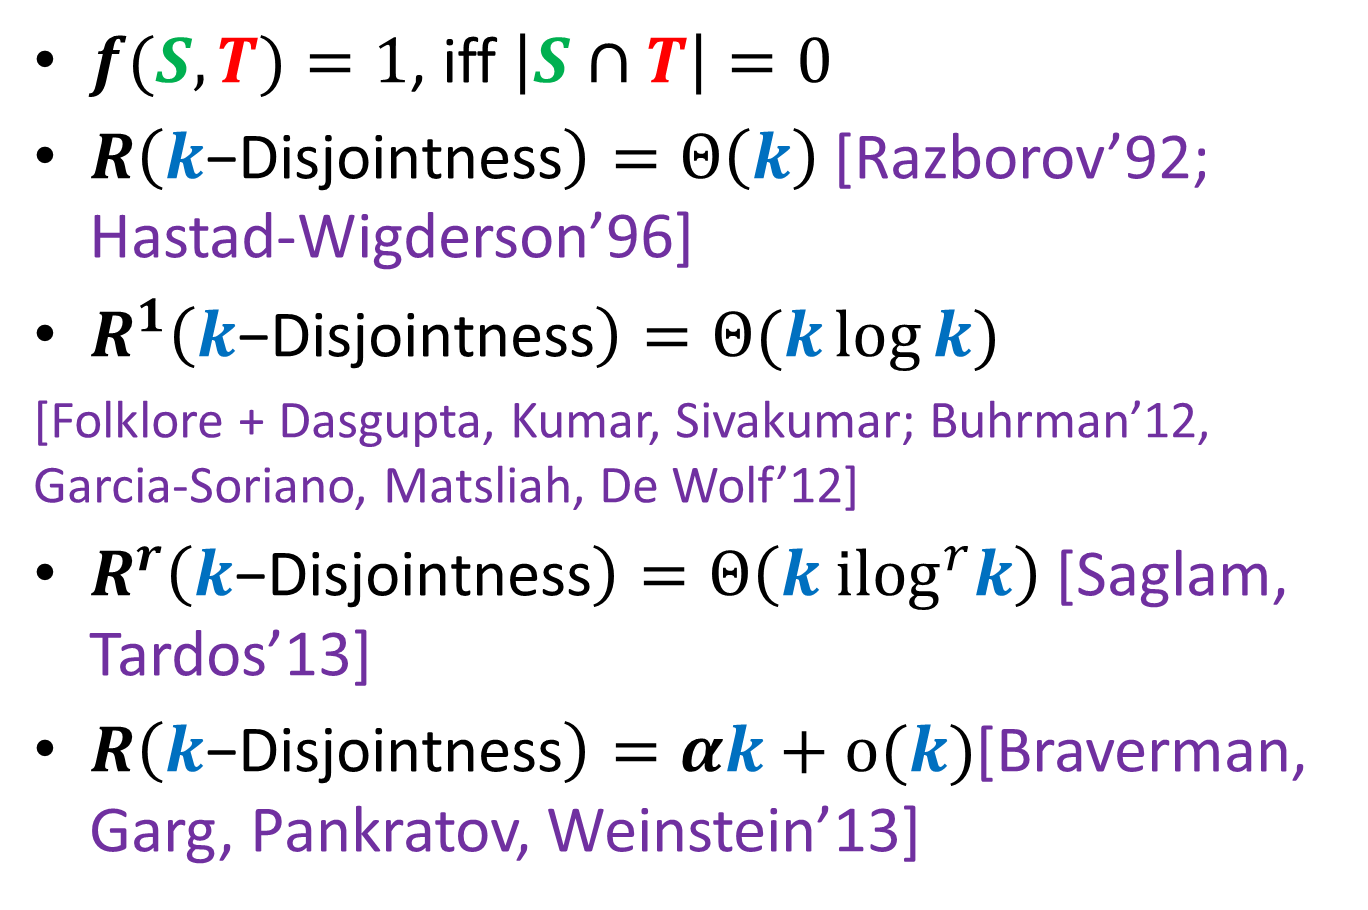 • f(S, T) = 1, iff |S ∩ T| = 0
• R(k−Disjointness) = Θ(k) [Razborov’92;
Hastad-Wigderson’96]
• R¹(k−Disjointness) = Θ(k log k)
[Folklore + Dasgupta, Kumar, Sivakumar; Buhrman’12,
Garcia-Soriano, Matsliah, De Wolf’12]
• Rʳ(k−Disjointness) = Θ(k ilogʳ k) [Saglam,
Tardos’13]
• R(k−Disjointness) = αk + o(k)[Braverman,
Garg, Pankratov, Weinstein’13]